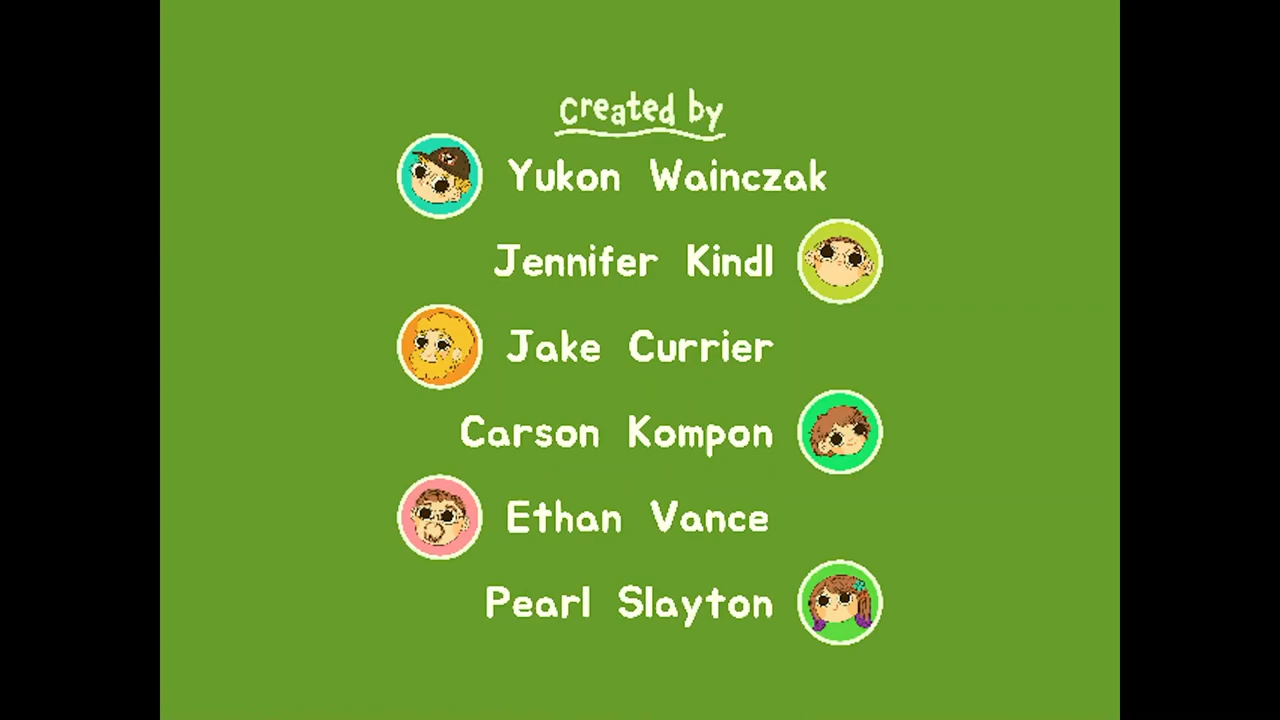 created by
Yukon Wainczak
Jennifer Kindl
Jake Currier
Carson Kompon
Ethan Vance
Pearl Slayton